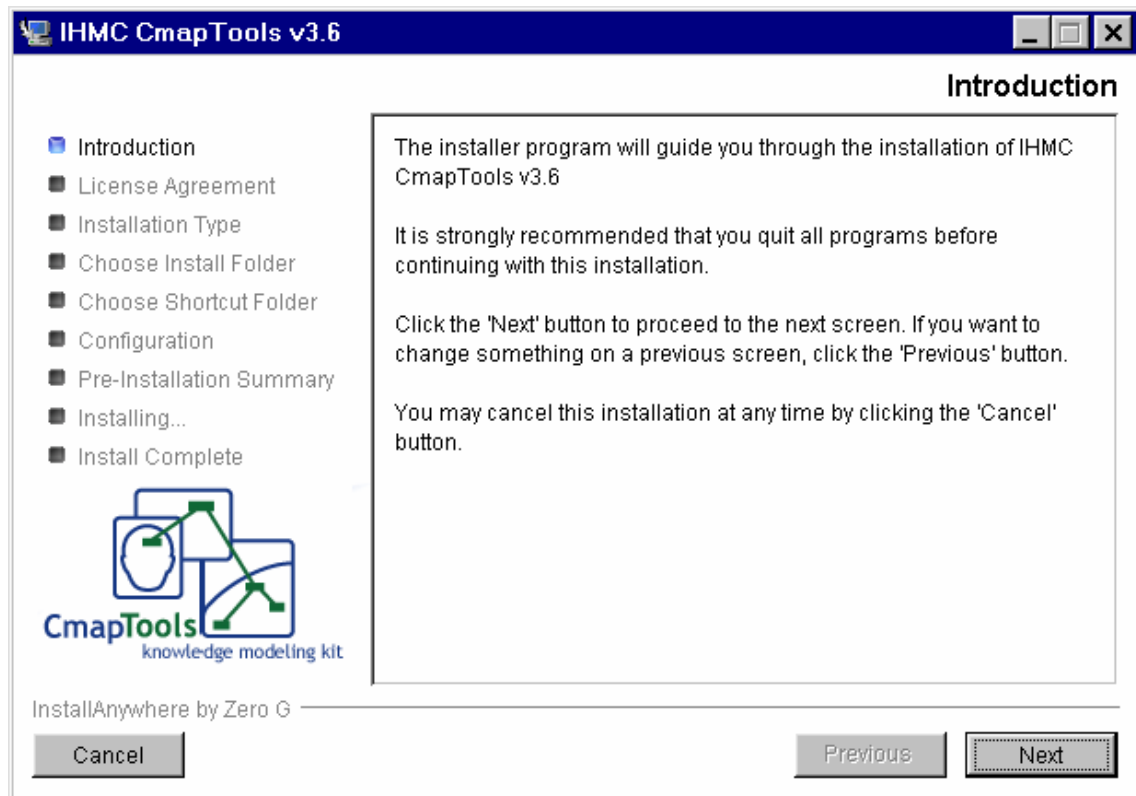 IHMC CmapTools v3.6
Introduction
Introduction
License Agreement
Installation Type
Choose Install Folder
Choose Shortcut Folder
Configuration
Pre-Installation Summary
Installing...
Install Complete
The installer program will guide you through the installation of IHMC
CmapTools v3.6
It is strongly recommended that you quit all programs before
continuing with this installation.
Click the 'Next' button to proceed to the next screen. If you want to
change something on a previous screen, click the 'Previous' button.
You may cancel this installation at any time by clicking the 'Cancel'
button.
CmapTools
knowledge modeling kit
InstallAnywhere by Zero G
Cancel
Previous
Next